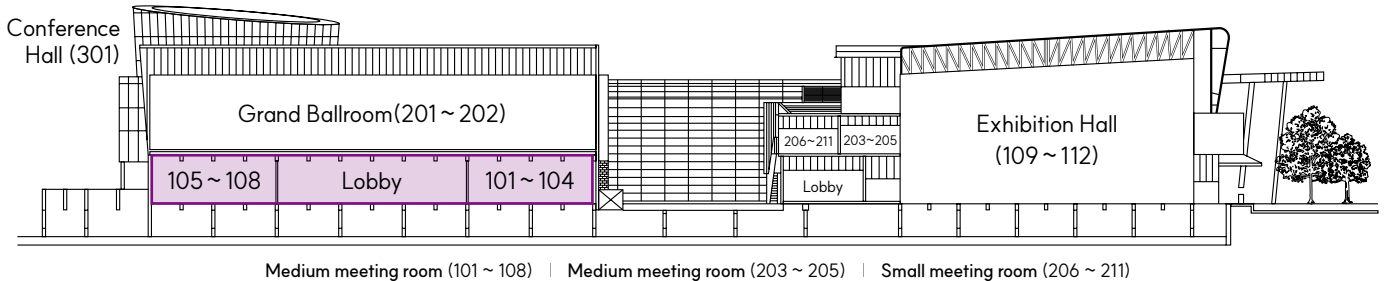 Conference
Hall (301)
Grand Ballroom(201 ~ 202)
206~211
203~205
Exhibition Hall
(109 ~ 112)
105 ~ 108
Lobby
101 ~ 104
Lobby
Medium meeting room (101 ~ 108) | Medium meeting room (203 ~ 205) | Small meeting room (206 ~ 211)